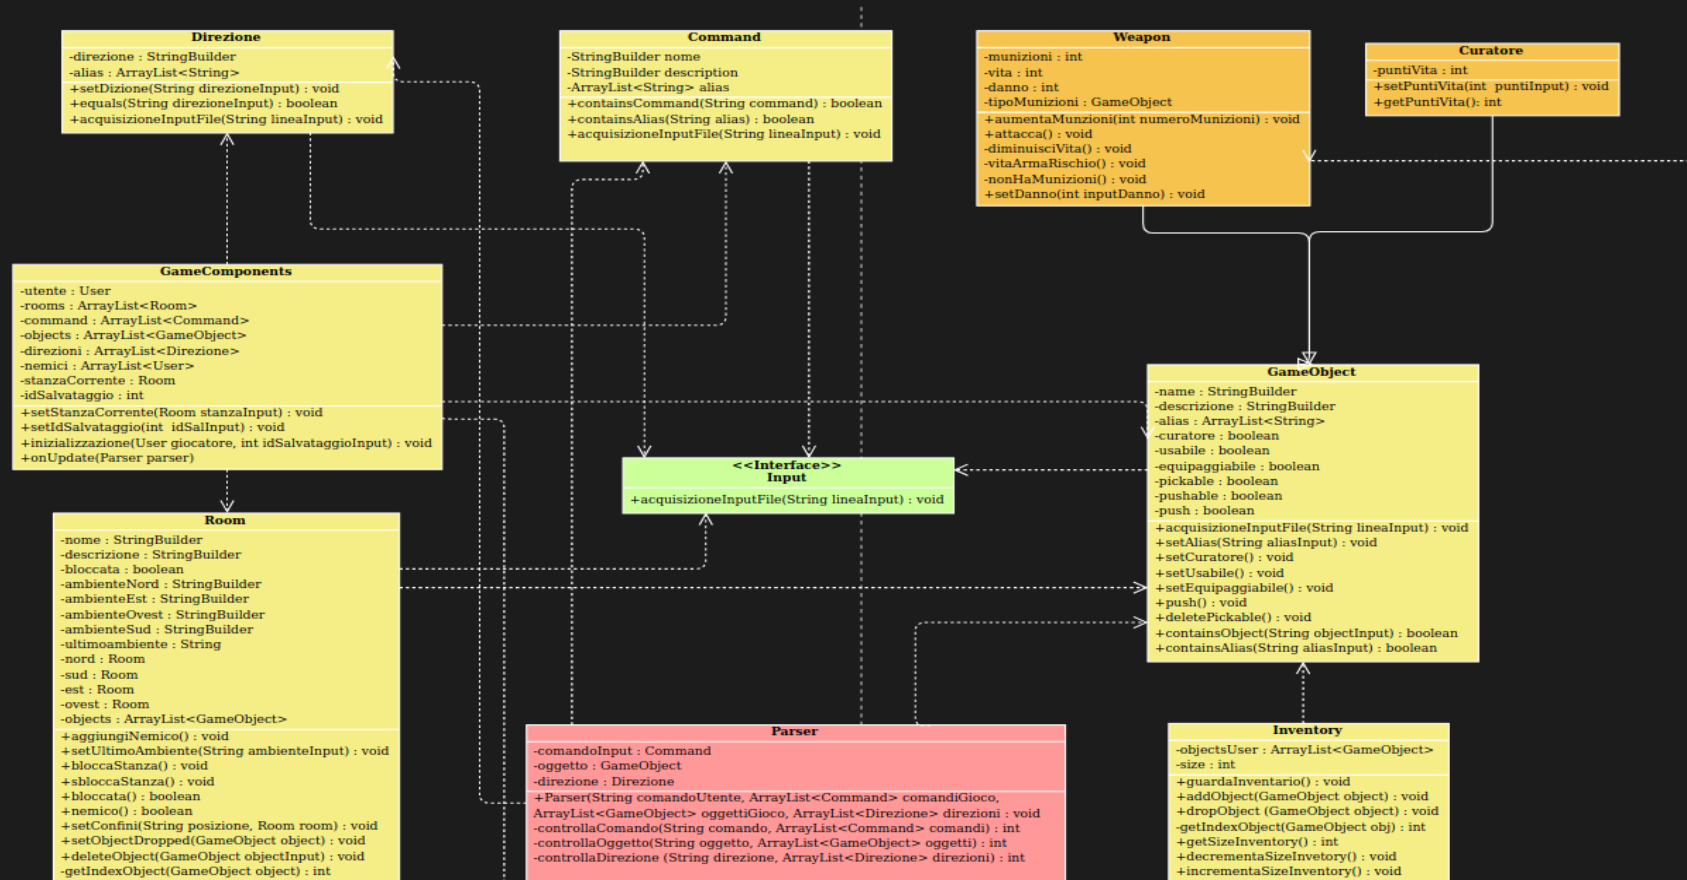 Direzione
-direzione : StringBuilder
-alias : ArrayList<String>
+setDizione(String direzioneInput) : void
+equals(String direzioneInput) : boolean
+acquisizioneInputFile(String lineaInput) : void
Command
-StringBuilder nome
-StringBuilder description
-ArrayList<String> alias
+containsCommand(String command) : boolean
+containsAlias(String alias) : boolean
+acquisizioneInputFile(String lineaInput) : void
Weapon
-munizioni : int
-vita : int
-danno : int
-tipoMunizioni : GameObject
+aumentaMunzioni(int numeroMunizioni) : void
+attacca() : void
-diminuisciVita() : void
-vitaArmaRischio() : void
-nonHaMunizioni() : void
+setDanno(int inputDanno) : void
Curatore
-puntiVita : int
+setPuntiVita(int  puntiInput) : void
+getPuntiVita(): int
GameComponents
-utente : User
-rooms : ArrayList<Room>
-command : ArrayList<Command>
-objects : ArrayList<GameObject>
-direzioni : ArrayList<Direzione>
-nemici : ArrayList<User>
-stanzaCorrente : Room
-idSalvataggio : int
+setStanzaCorrente(Room stanzaInput) : void
+setIdSalvataggio(int  idSalInput) : void
+inizializzazione(User giocatore, int idSalvataggioInput) : void
+onUpdate(Parser parser)
<<Interface>>
Input
+acquisizioneInputFile(String lineaInput) : void
GameObject
-name : StringBuilder
-descrizione : StringBuilder
-alias : ArrayList<String>
-curatore : boolean
-usabile : boolean
-equipaggiabile : boolean
-pickable : boolean
-pushable : boolean
-push : boolean
+acquisizioneInputFile(String lineaInput) : void
+setAlias(String aliasInput) : void
+setCuratore() : void
+setUsabile() : void
+setEquipaggiabile() : void
+push() : void
+deletePickable() : void
+containsObject(String objectInput) : boolean
+containsAlias(String aliasInput) : boolean
Room
-nome : StringBuilder
-descrizione : StringBuilder
-bloccata : boolean
-ambienteNord : StringBuilder
-ambienteEst : StringBuilder
-ambienteOvest : StringBuilder
-ambienteSud : StringBuilder
-ultimoambiente : String
-nord : Room
-sud : Room
-est : Room
-ovest : Room
-objects : ArrayList<GameObject>
+aggiungiNemico() : void
+setUltimoAmbiente(String ambienteInput) : void
+bloccaStanza() : void
+sbloccaStanza() : void
+bloccata() : boolean
+nemico() : boolean
+setConfini(String posizione, Room room) : void
+setObjectDropped(GameObject object) : void
+deleteObject(GameObject objectInput) : void
-getIndexObject(GameObject object) : int
Parser
-comandoInput : Command
-oggetto : GameObject
-direzione : Direzione
+Parser(String comandoUtente, ArrayList<Command> comandiGioco,
ArrayList<GameObject> oggettiGioco, ArrayList<Direzione> direzioni : void
-controllaComando(String comando, ArrayList<Command> comandi) : int
-controllaOggetto(String oggetto, ArrayList<GameObject> oggetti) : int
-controllaDirezione (String direzione, ArrayList<Direzione> direzioni) : int
Inventory
-objectsUser : ArrayList<GameObject>
-size : int
+guardaInventario() : void
+addObject(GameObject object) : void
+dropObject (GameObject object) : void
-getIndexObject(GameObject obj) : int
+getSizeInventory() : int
+decrementaSizeInvetory() : void
+incrementaSizeInventory() : void